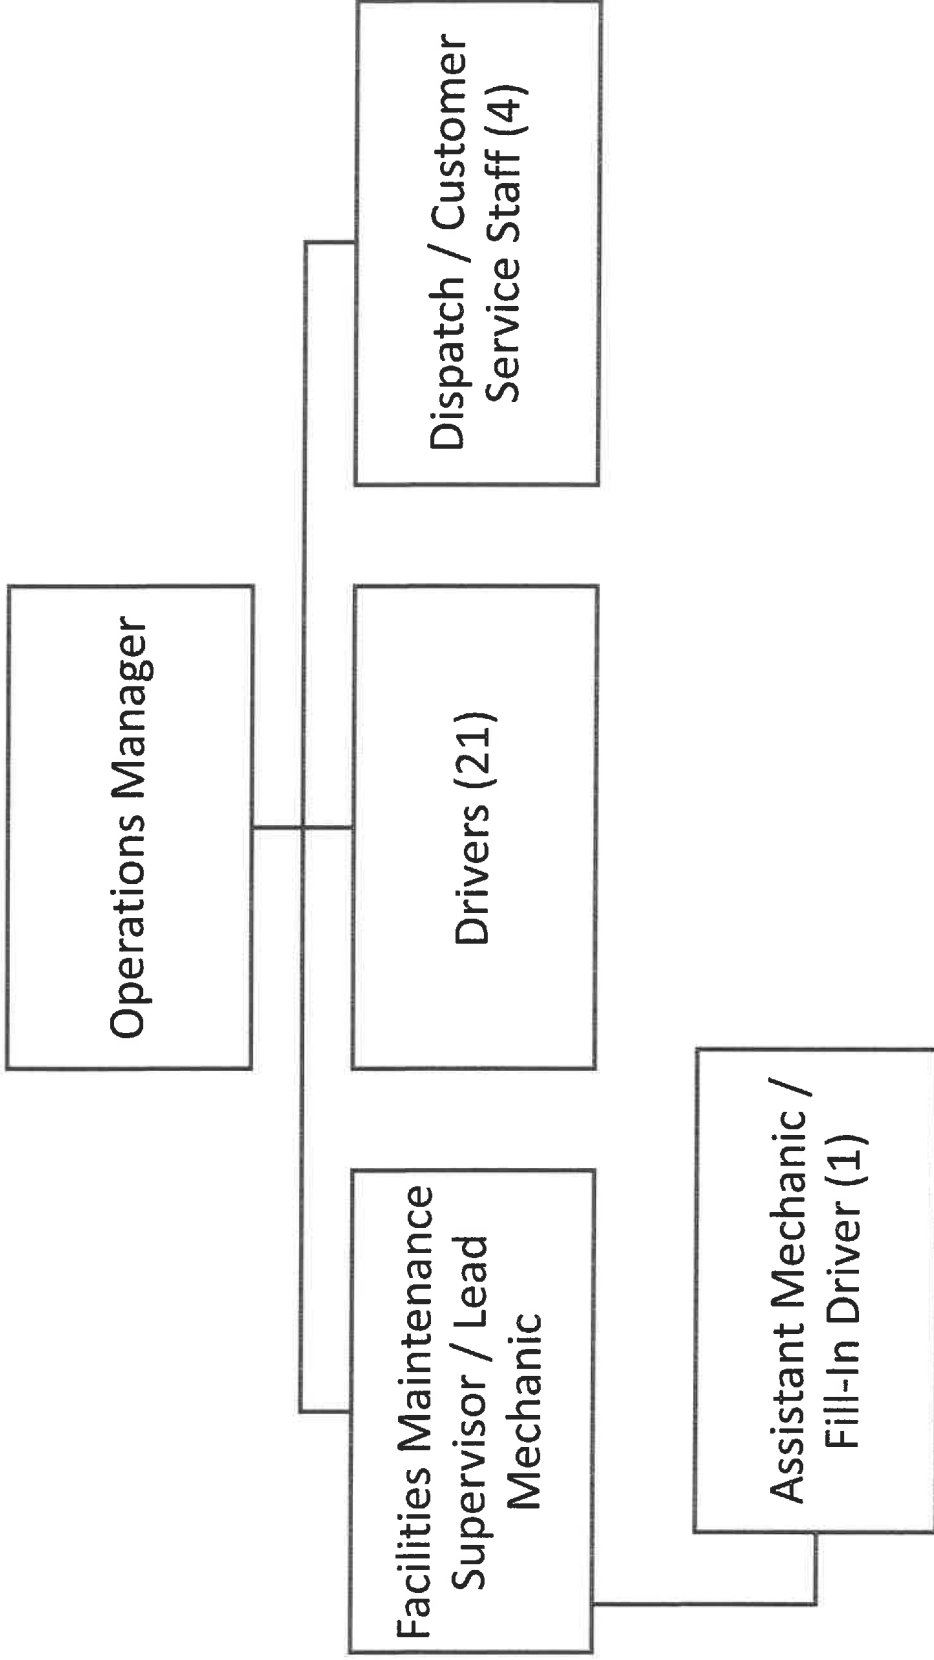 Operations Manager
Facilities Maintenance
Supervisor / Lead
Mechanic
Drivers (21)
Dispatch / Customer
Service Staff (4)
Assistant Mechanic /
Fill-In Driver (1)